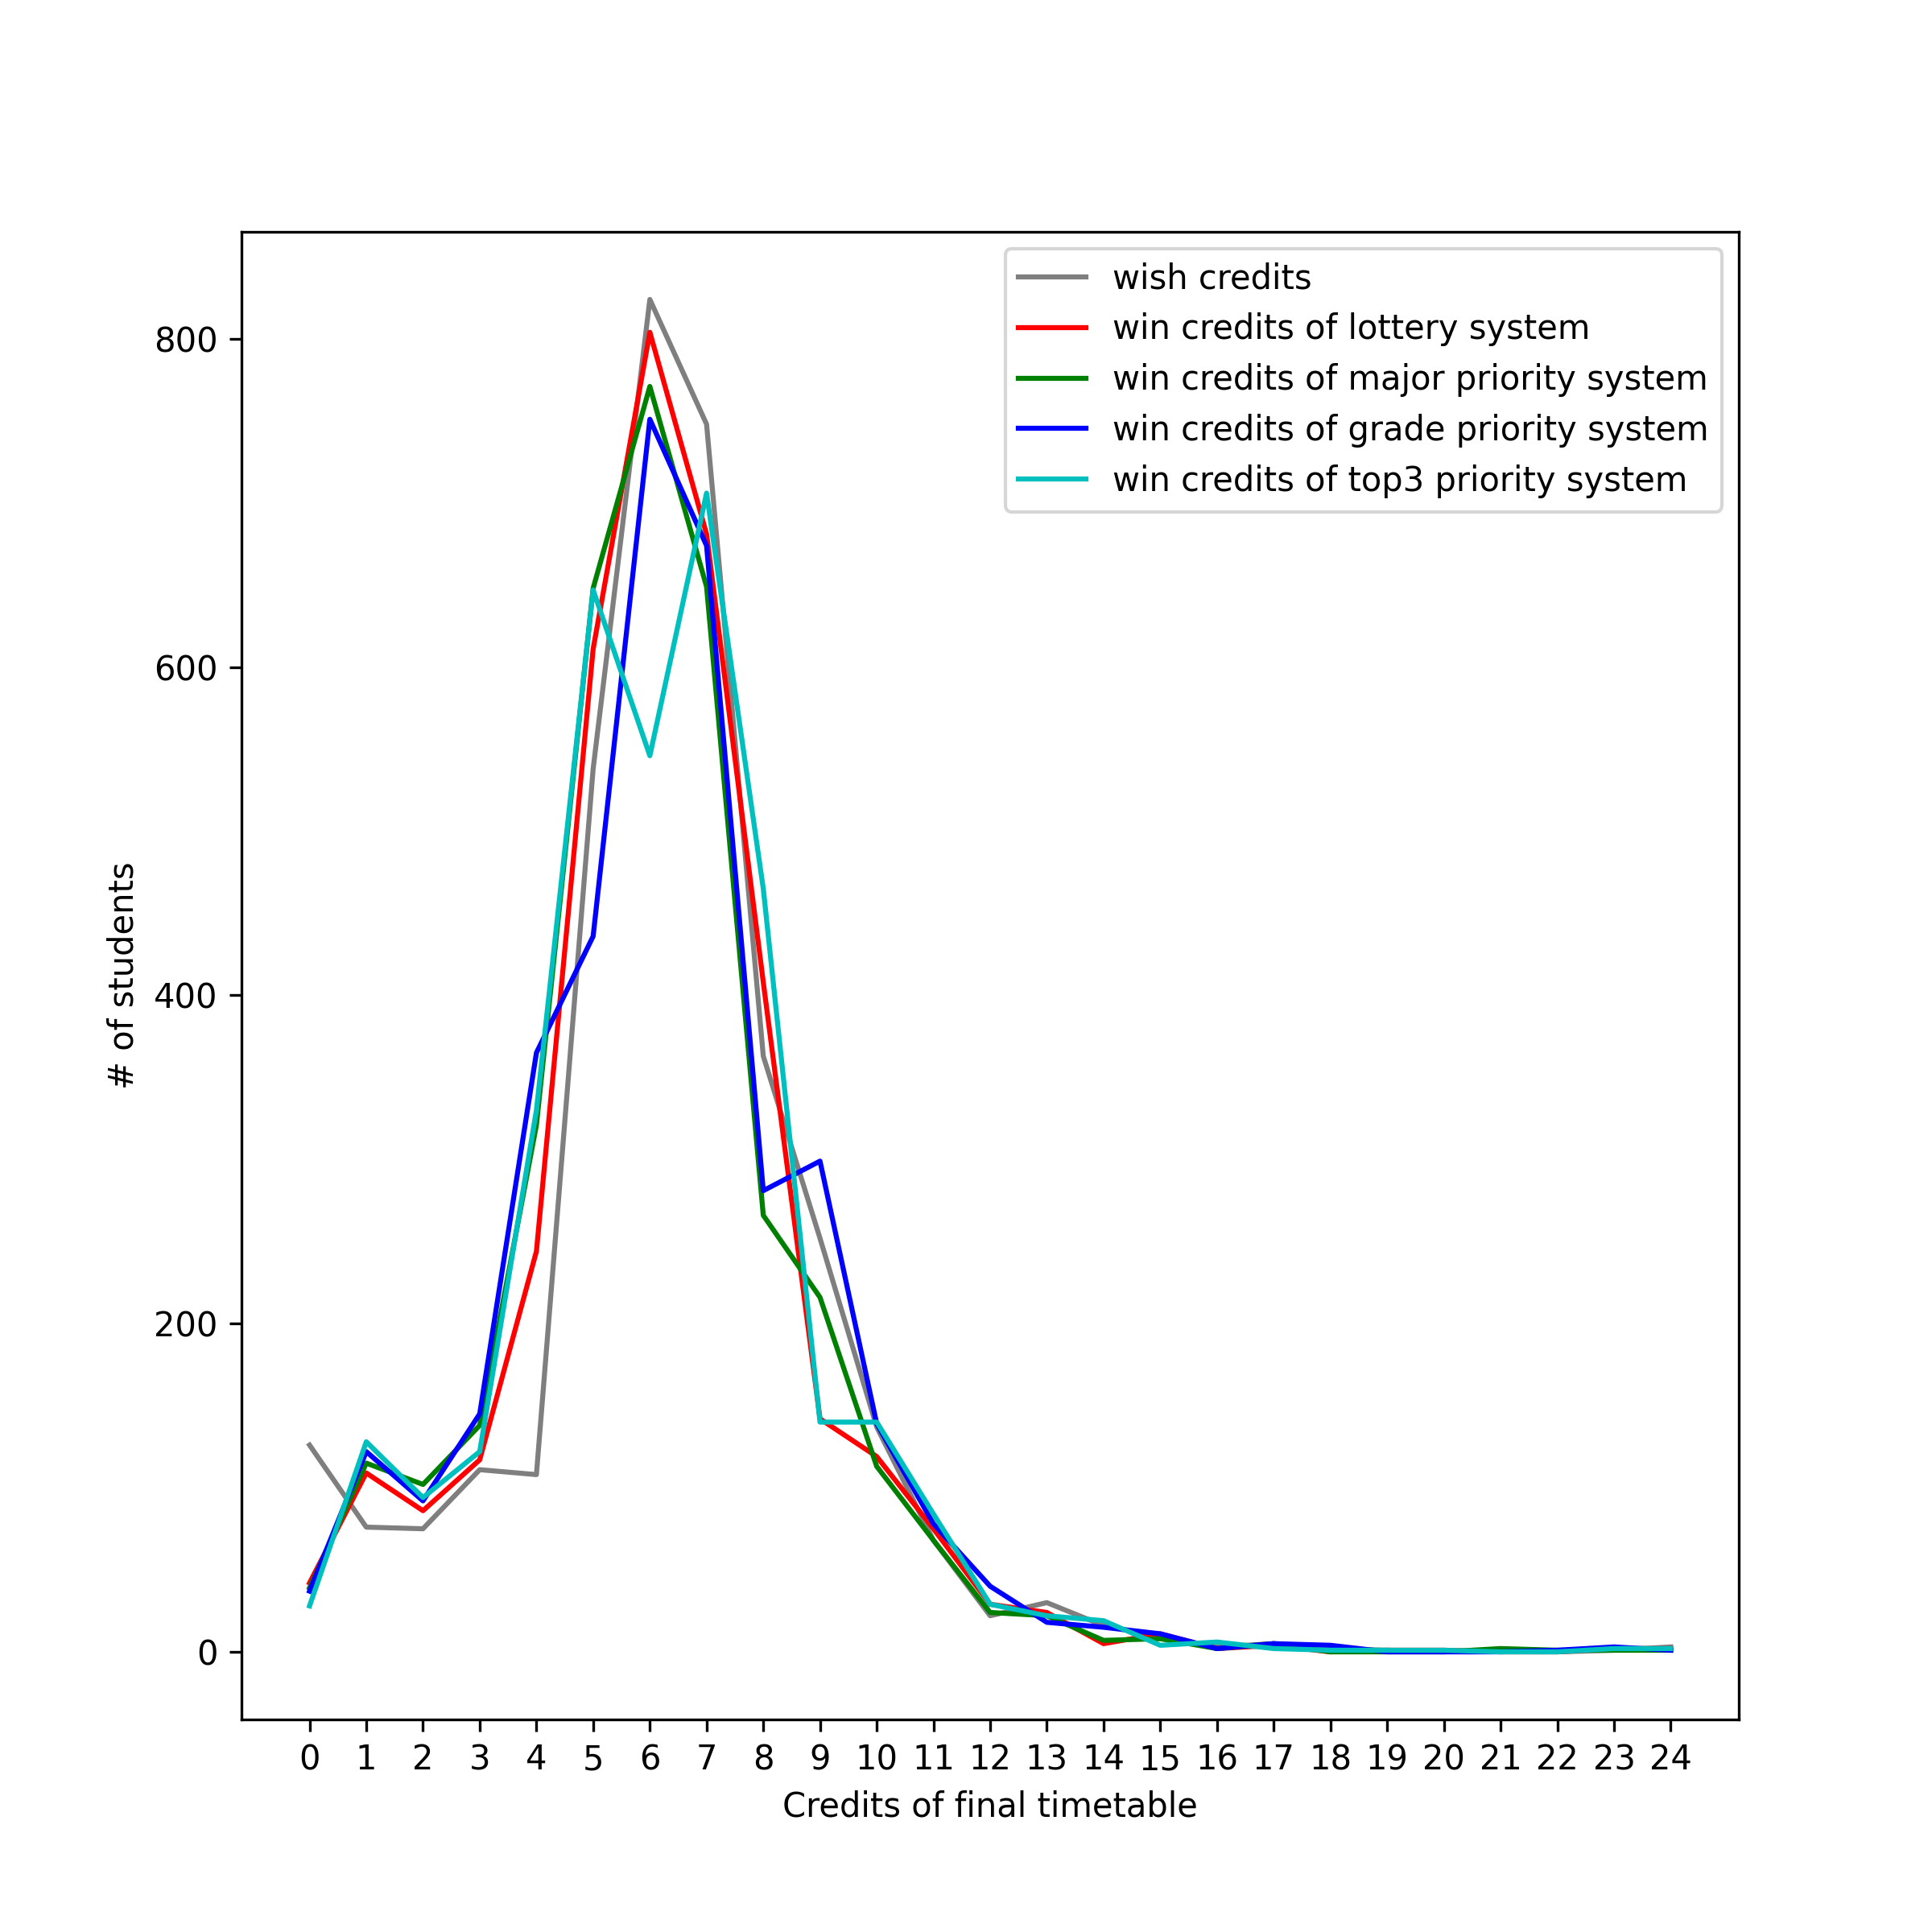 wish credits
win credits of lottery system
win credits of major priority system
win credits of grade priority system
win credits of top3 priority system
800
600
400
200
0
# of students
0 1 2 3 4 5 6 7 8 9 10 11 12 13 14 15 16 17 18 19 20 21 22 23 24
Credits of final timetable